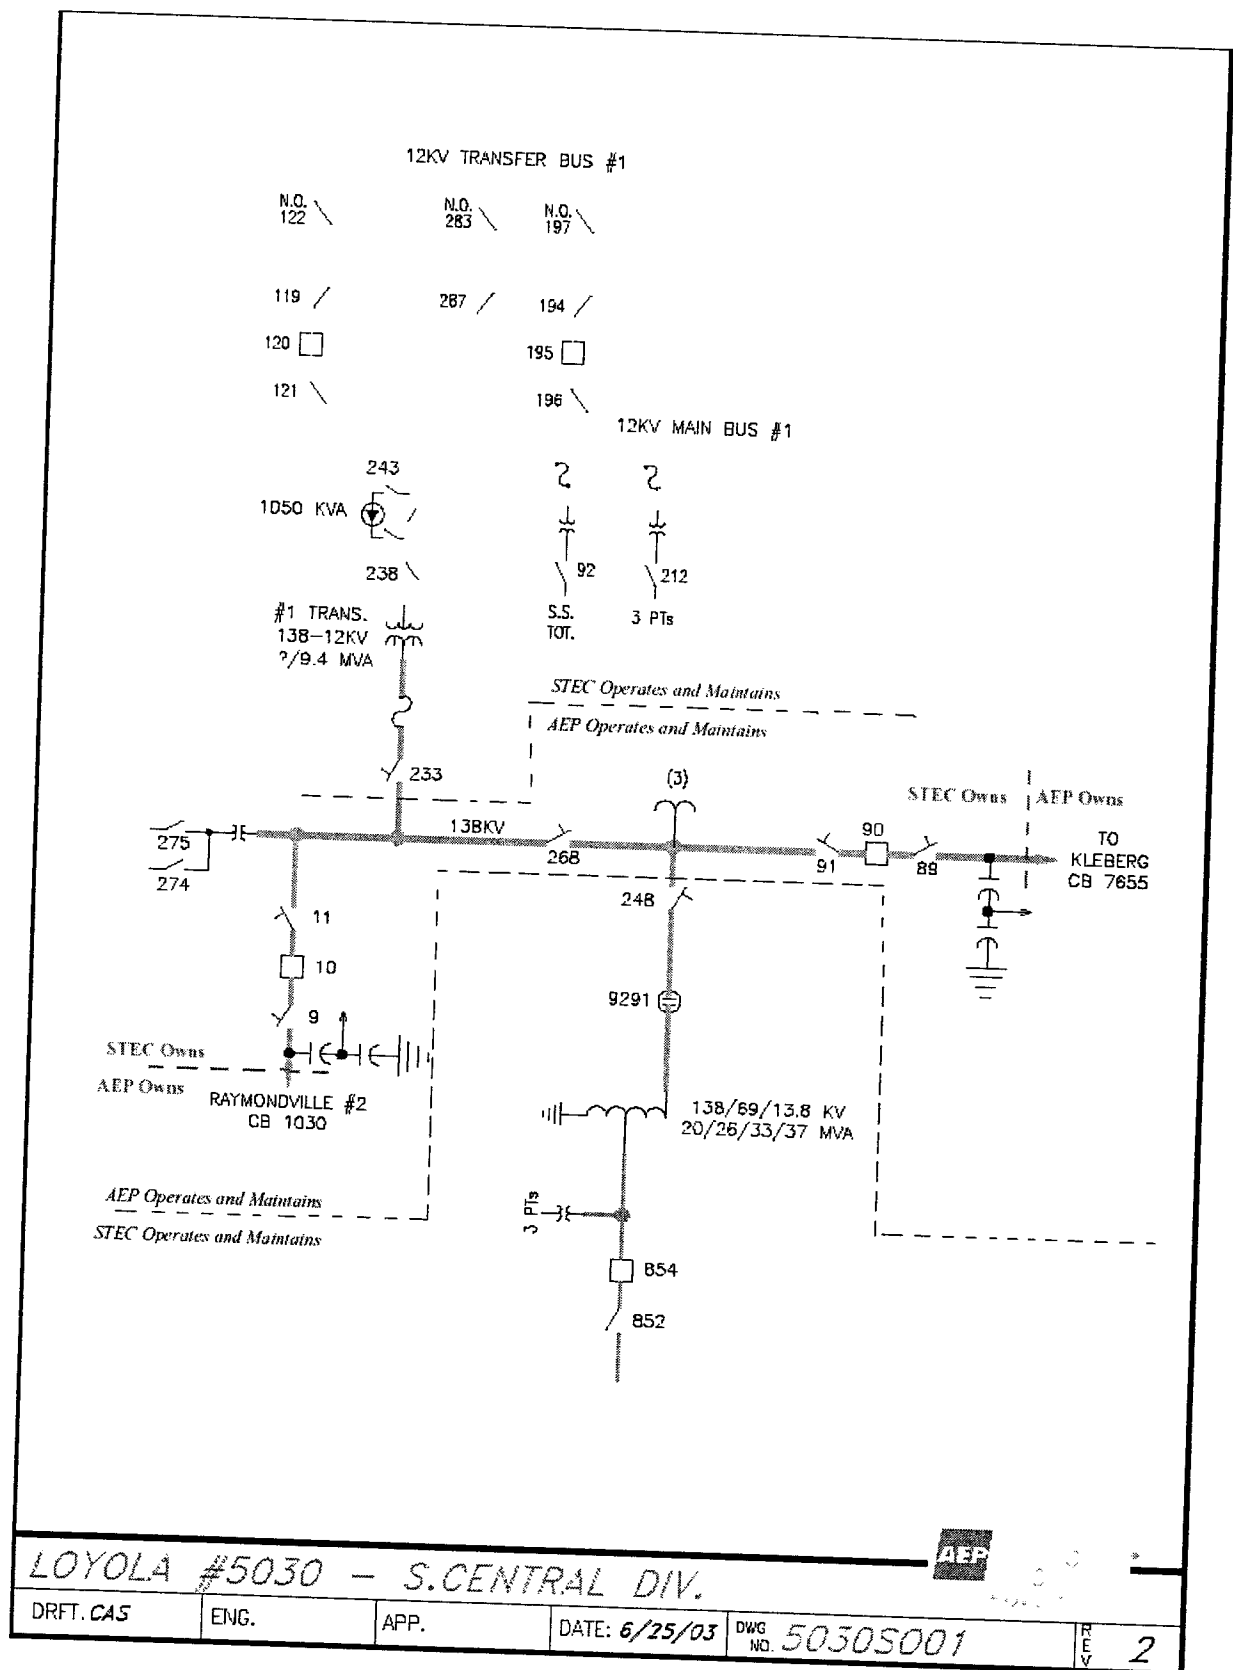 12KV TRANSFER BUS #1
N.O.
122
N.O.
283
N.O.
197
119
287
194
120
195
121
196
12KV MAIN BUS #1
243
1050 KVA
238
92
212
#1 TRANS.
138-12KV
?/9.4 MVA
S.S.
TOT.
3 PTs
STEC Operates and Maintains
AEP Operates and Maintains
233
(3)
STEC Owns
AEP Owns
275
138KV
268
90
91
89
TO
KLEBERG
CB 7655
274
248
11
10
9291
9
STEC Owns
AEP Owns
RAYMONDVILLE #2
CB 1030
138/69/13.8 KV
20/26/33/37 MVA
AEP Operates and Maintains
STEC Operates and Maintains
3 PTs
854
852
AEP
LOYOLA #5030 - S.CENTRAL DIV.
DRFT. CAS
ENG.
APP.
DATE: 6/25/03
DWG NO. 5030S001
REV 2